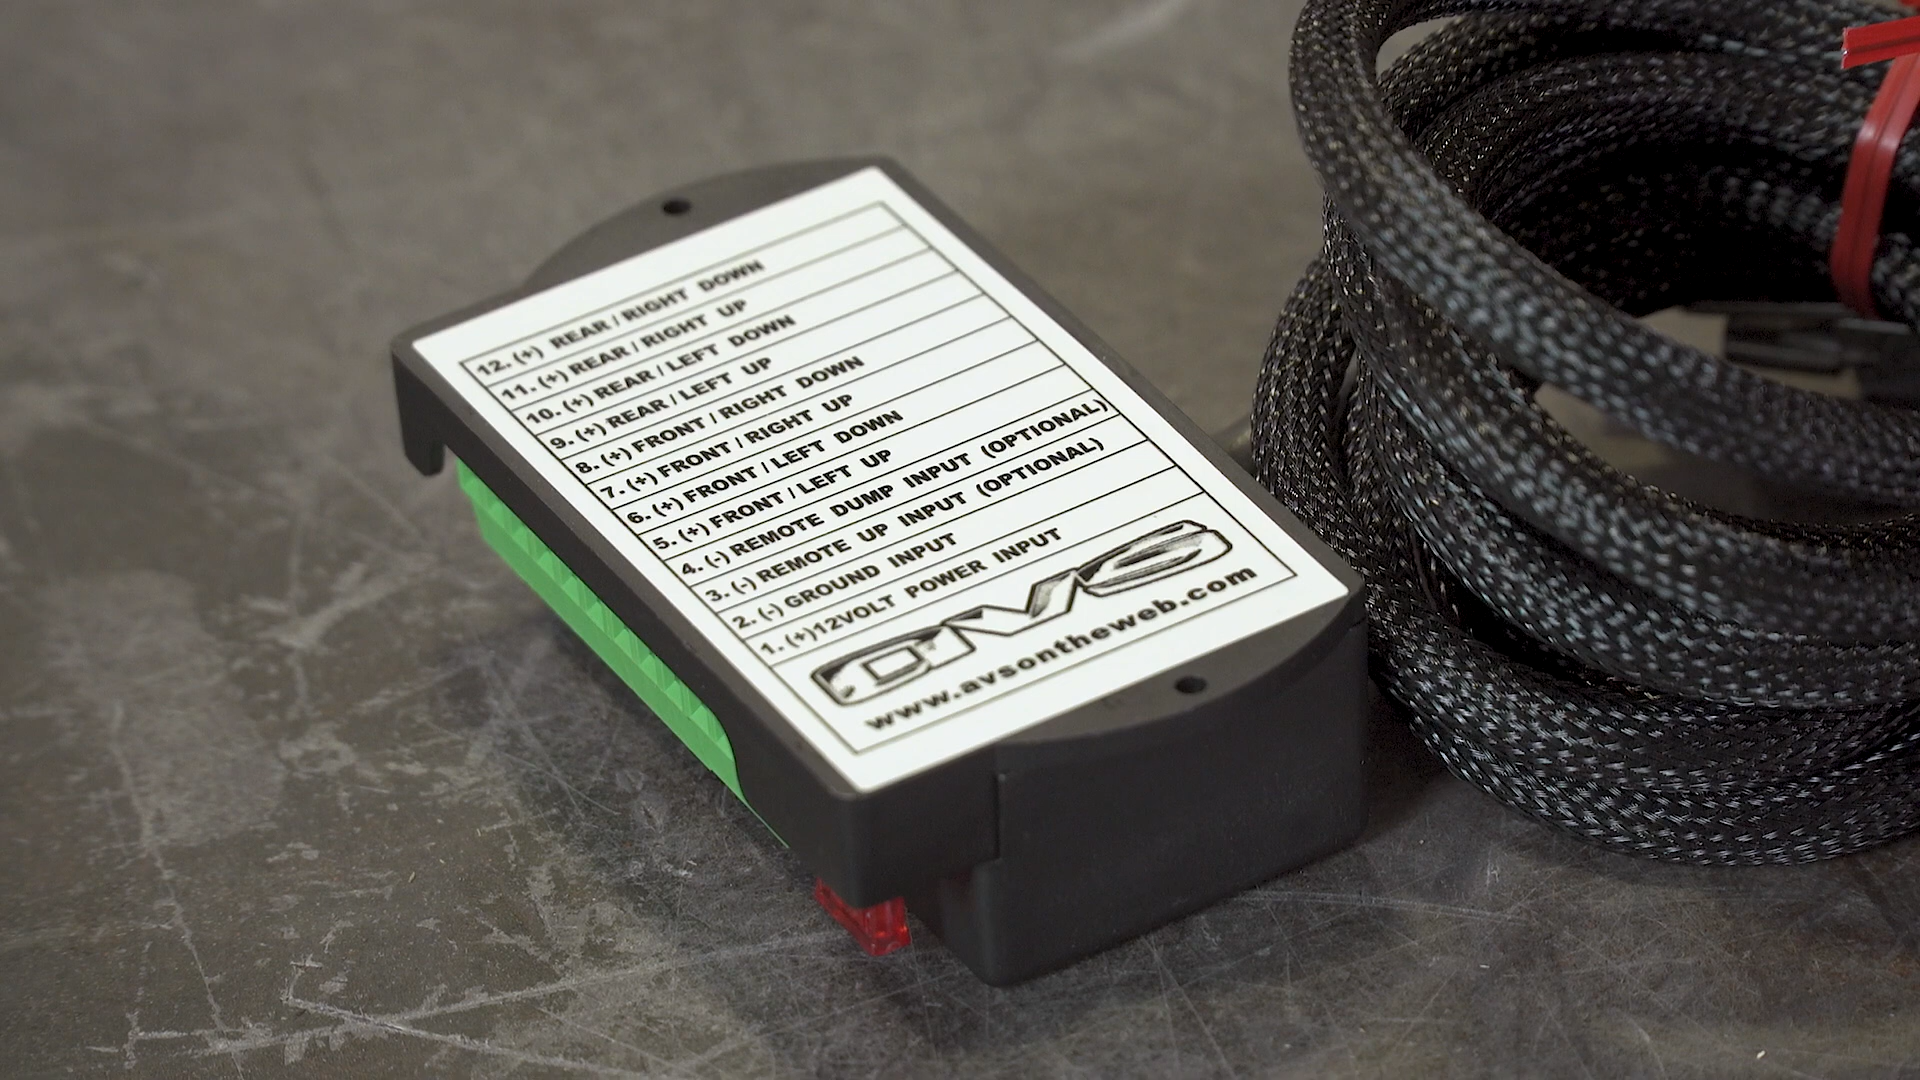 12. (+) REAR / RIGHT DOWN
11. (+) REAR / RIGHT UP
10. (+) REAR / LEFT DOWN
9. (+) REAR / LEFT UP
8. (+) FRONT / RIGHT DOWN
7. (+) FRONT / RIGHT UP
6. (+) FRONT / LEFT DOWN
5. (+) FRONT / LEFT UP
4. (-) REMOTE DUMP INPUT (OPTIONAL)
3. (-) REMOTE UP INPUT (OPTIONAL)
2. (-) GROUND INPUT
1. (+)12VOLT POWER INPUT
AVS
www.avsontheweb.com